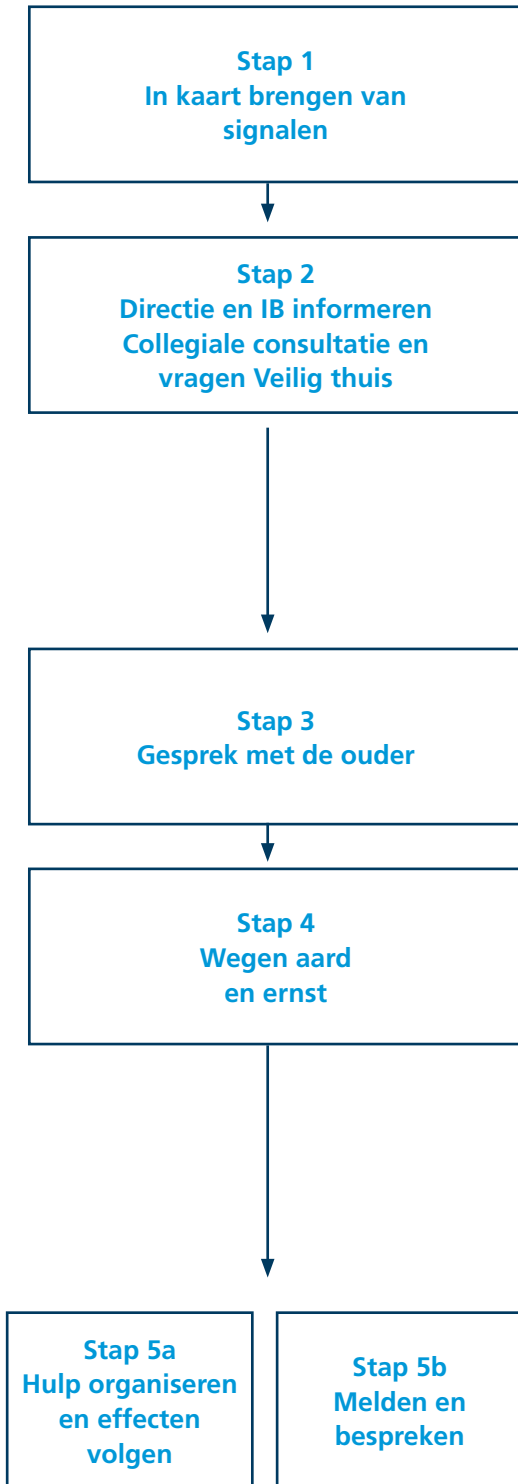 Stap 1
In kaart brengen van
signalen
Stap 2
Directie en IB informeren
Collegiale consultatie en
vragen Veilig thuis
Stap 3
Gesprek met de ouder
Stap 4
Wegen aard
en ernst
Stap 5a
Hulp organiseren
en effecten
volgen
Stap 5b
Melden en
bespreken